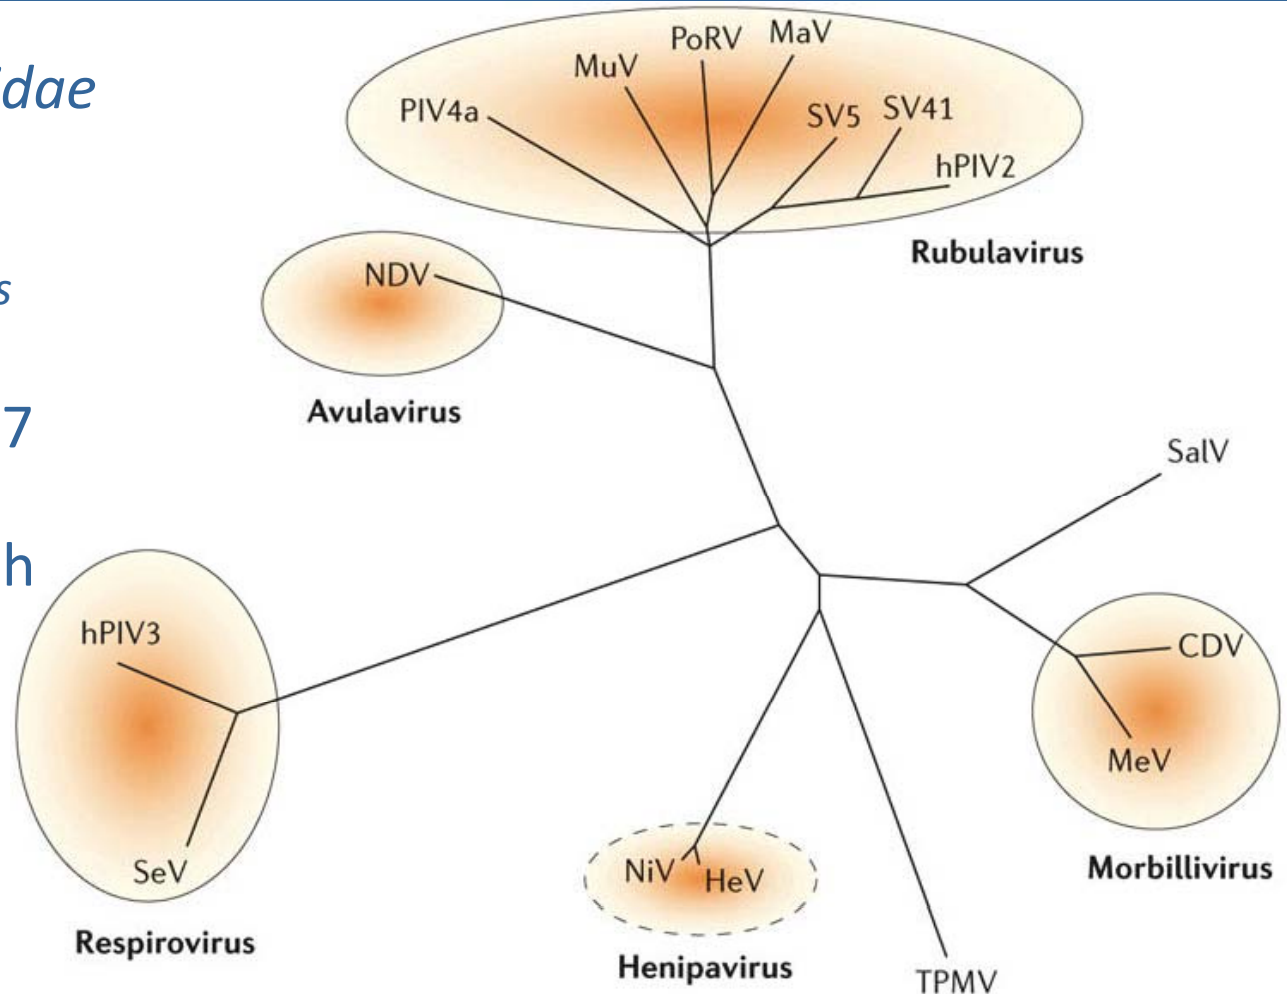 idae
s
7
h
PoRV
MaV
MuV
PIV4a
SV5
SV41
hPIV2
Rubulavirus
NDV
Avulavirus
SalV
hPIV3
SeV
Respirovirus
CDV
MeV
Morbillivirus
NiV
HeV
Henipavirus
TPMV